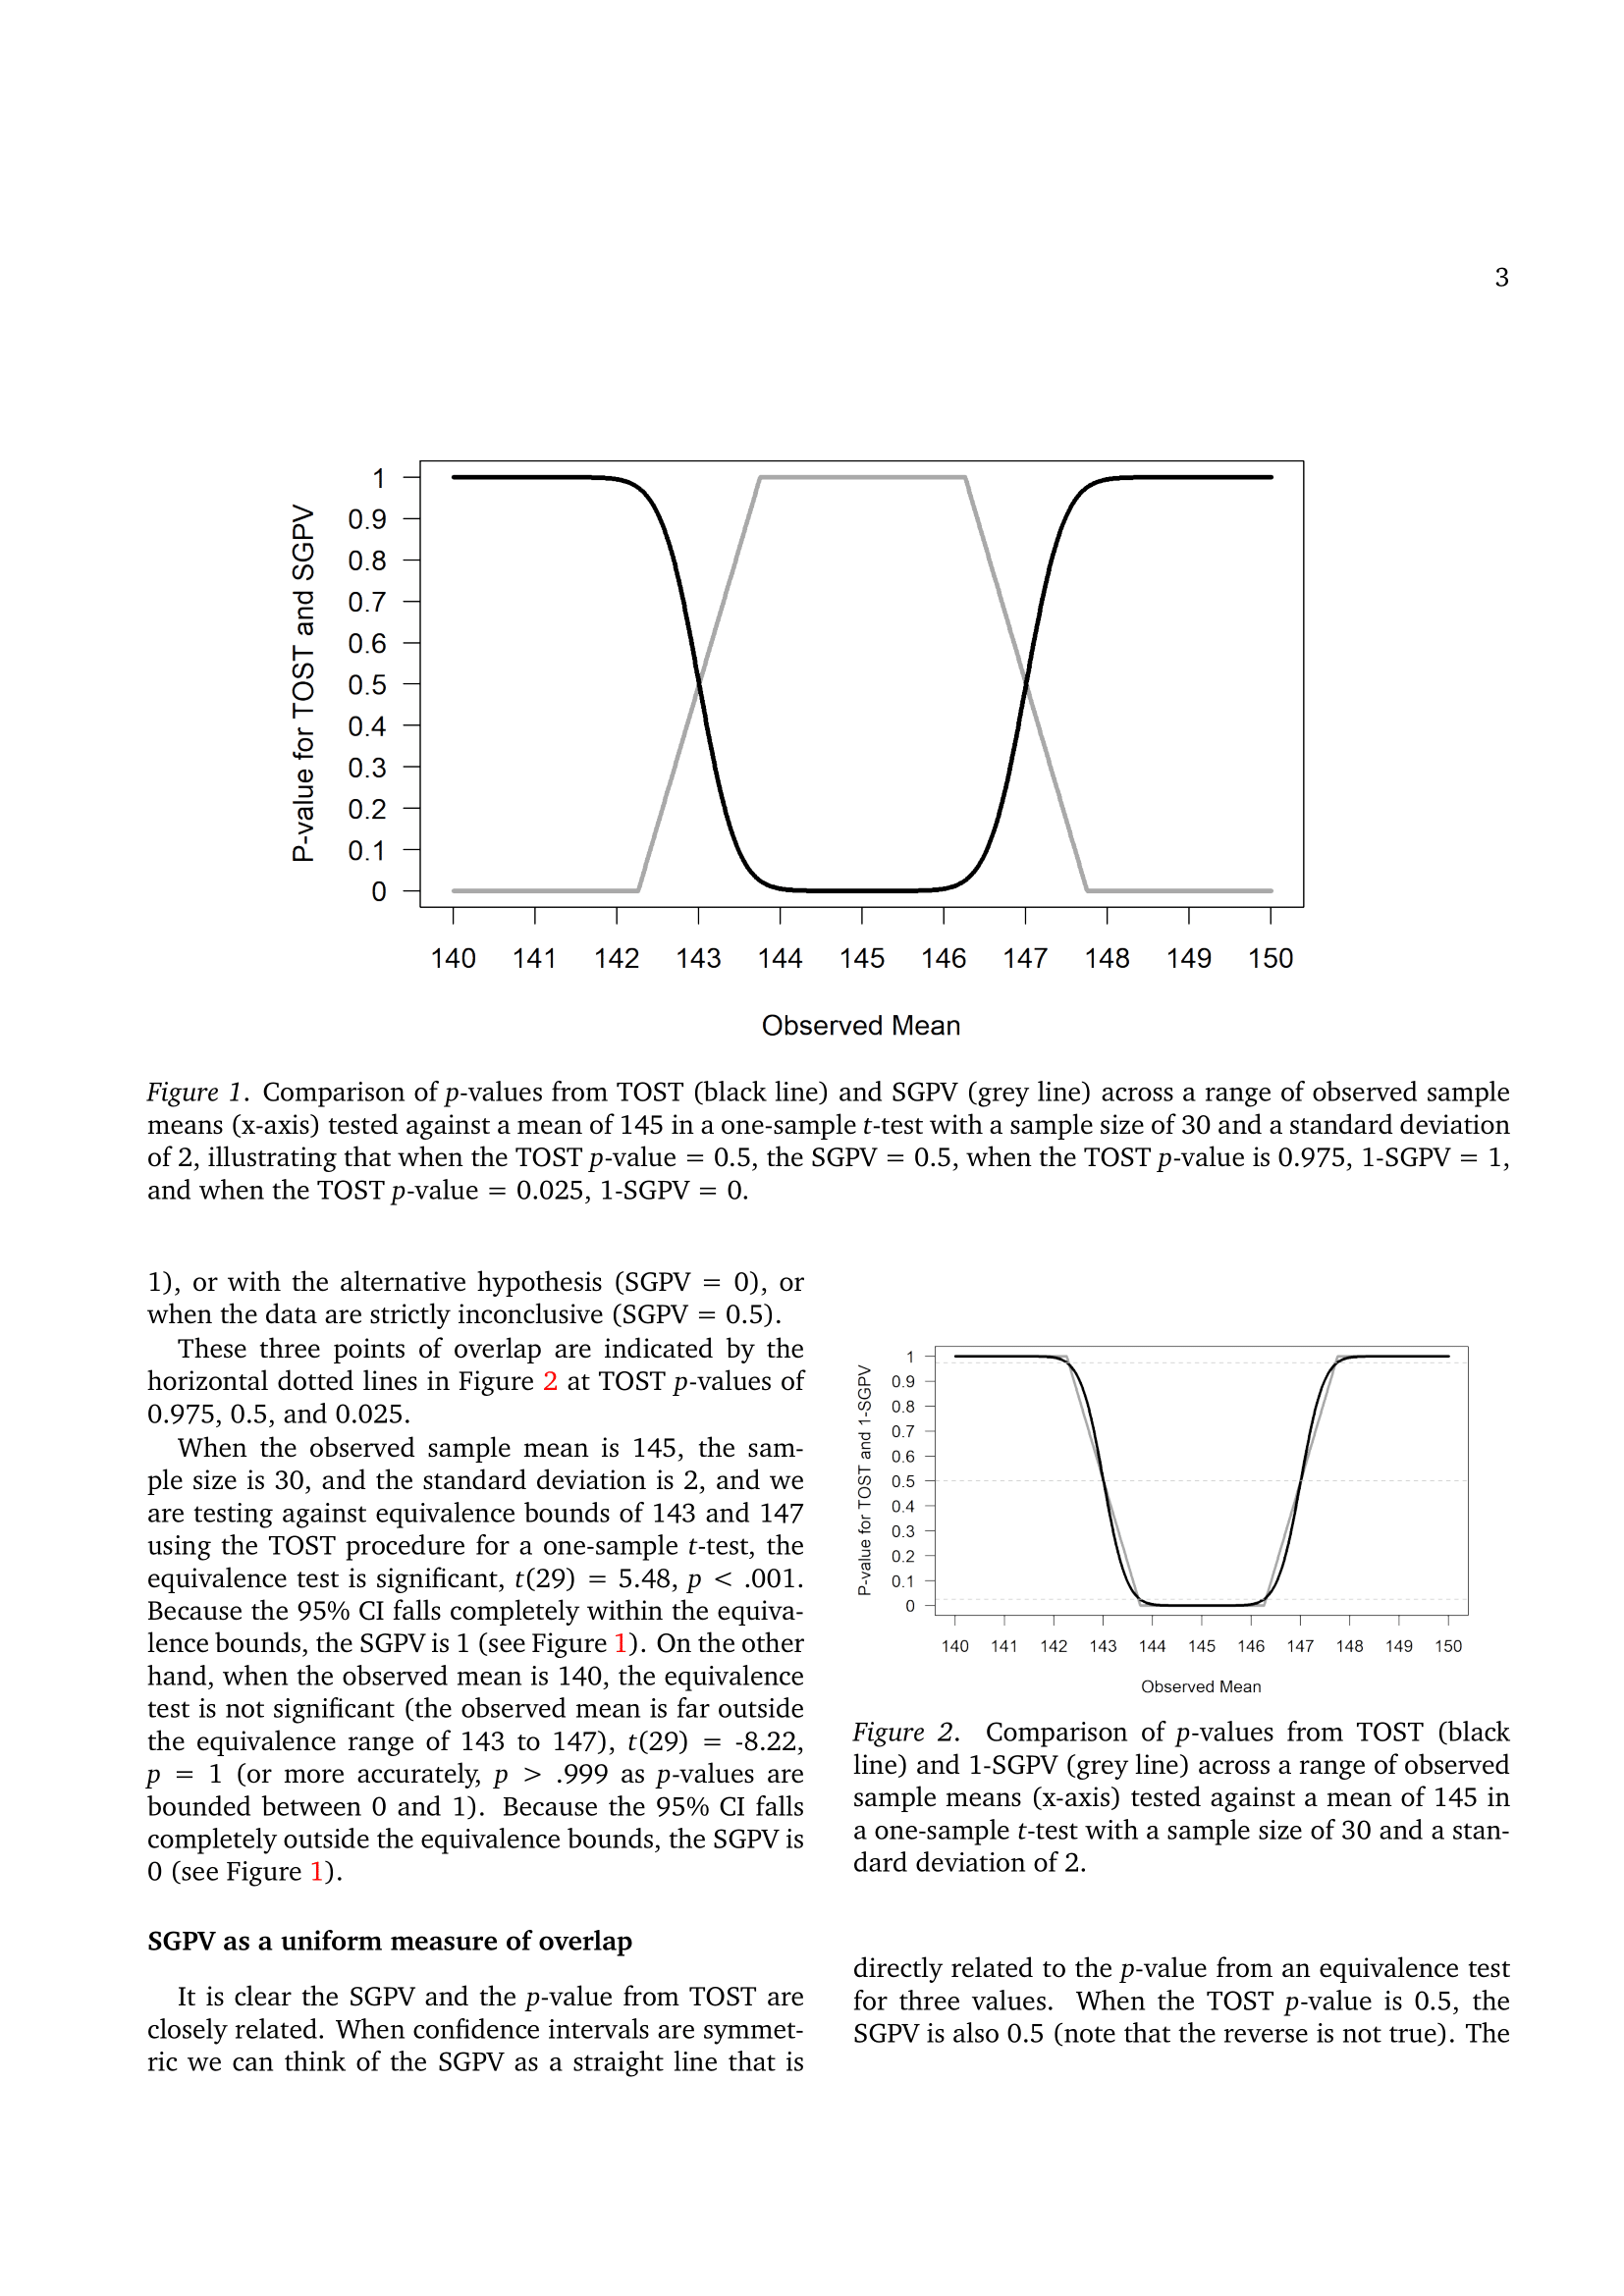 3
P-value for TOST and SGPV
1
0.9
0.8
0.7
0.6
0.5
0.4
0.3
0.2
0.1
0
140 141 142 143 144 145 146 147 148 149 150
Observed Mean
Figure 1. Comparison of p-values from TOST (black line) and SGPV (grey line) across a range of observed sample
means (x-axis) tested against a mean of 145 in a one-sample t-test with a sample size of 30 and a standard deviation
of 2, illustrating that when the TOST p-value = 0.5, the SGPV = 0.5, when the TOST p-value is 0.975, 1-SGPV = 1,
and when the TOST p-value = 0.025, 1-SGPV = 0.
1), or with the alternative hypothesis (SGPV = 0), or
when the data are strictly inconclusive (SGPV = 0.5).
These three points of overlap are indicated by the
horizontal dotted lines in Figure 2 at TOST p-values of
0.975, 0.5, and 0.025.
When the observed sample mean is 145, the sam-
ple size is 30, and the standard deviation is 2, and we
are testing against equivalence bounds of 143 and 147
using the TOST procedure for a one-sample t-test, the
equivalence test is significant, t(29) = 5.48, p < .001.
Because the 95% CI falls completely within the equiva-
lence bounds, the SGPV is 1 (see Figure 1). On the other
hand, when the observed mean is 140, the equivalence
test is not significant (the observed mean is far outside
the equivalence range of 143 to 147), t(29) = -8.22,
p = 1 (or more accurately, p > .999 as p-values are
bounded between 0 and 1). Because the 95% CI falls
completely outside the equivalence bounds, the SGPV is
0 (see Figure 1).
SGPV as a uniform measure of overlap
It is clear the SGPV and the p-value from TOST are
closely related. When confidence intervals are symmet-
ric we can think of the SGPV as a straight line that is
P-value for TOST and 1-SGPV
1
0.9
0.8
0.7
0.6
0.5
0.4
0.3
0.2
0.1
0
140 141 142 143 144 145 146 147 148 149 150
Observed Mean
Figure 2. Comparison of p-values from TOST (black
line) and 1-SGPV (grey line) across a range of observed
sample means (x-axis) tested against a mean of 145 in
a one-sample t-test with a sample size of 30 and a stan-
dard deviation of 2.
directly related to the p-value from an equivalence test
for three values. When the TOST p-value is 0.5, the
SGPV is also 0.5 (note that the reverse is not true). The